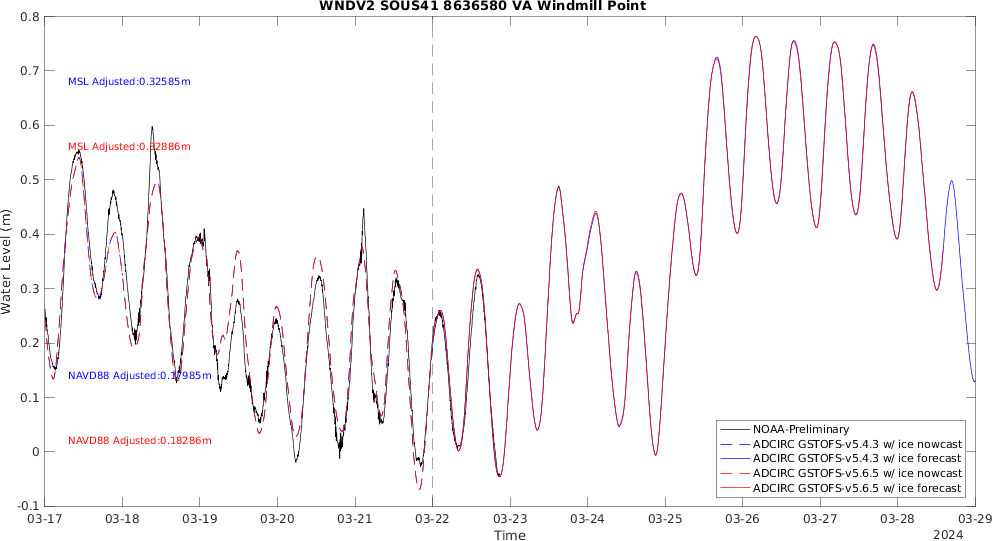 WNDV2 SOUS41 8636580 VA Windmill Point
0.8
0.7
0.6
0.5
0.4
0.3
0.2
0.1
0
-0.1
Water Level (m)
MSL Adjusted:0.32585m
MSL Adjusted:0.32886m
NAVD88 Adjusted:0.17985m
NAVD88 Adjusted:0.18286m
NOAA-Preliminary
ADCIRC GSTOFS-v5.4.3 w/ ice nowcast
ADCIRC GSTOFS-v5.4.3 w/ ice forecast
ADCIRC GSTOFS-v5.6.5 w/ ice nowcast
ADCIRC GSTOFS-v5.6.5 w/ ice forecast
03-17 03-18 03-19 03-20 03-21 03-22 03-23 03-24 03-25 03-26 03-27 03-28 03-29
Time
2024